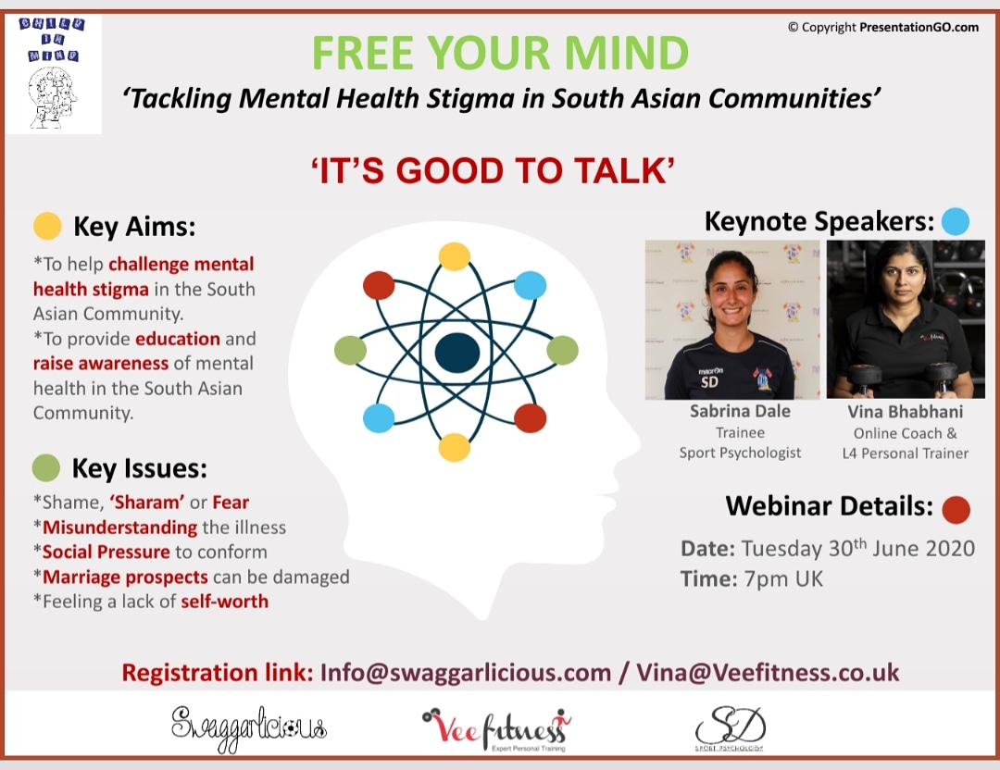 CHILD
IN
MIND
© Copyright PresentationGO.com
FREE YOUR MIND
‘Tackling Mental Health Stigma in South Asian Communities’
‘IT’S GOOD TO TALK’
Key Aims:
*To help challenge mental
health stigma in the South
Asian Community.
*To provide education and
raise awareness of mental
health in the South Asian
Community.
Key Issues:
*Shame, ‘Sharam’ or Fear
*Misunderstanding the illness
*Social Pressure to conform
*Marriage prospects can be damaged
*Feeling a lack of self-worth
Keynote Speakers:
macron
SD
Sabrina Dale
Trainee
Sport Psychologist
Vina Bhabhani
Online Coach &
L4 Personal Trainer
Webinar Details:
Date: Tuesday 30th June 2020
Time: 7pm UK
Registration link: Info@swaggarlicious.com / Vina@Veefitness.co.uk
Swaggarlicious
Veefitness
Expert Personal Training
SD
SPORT PSYCHOLOGY